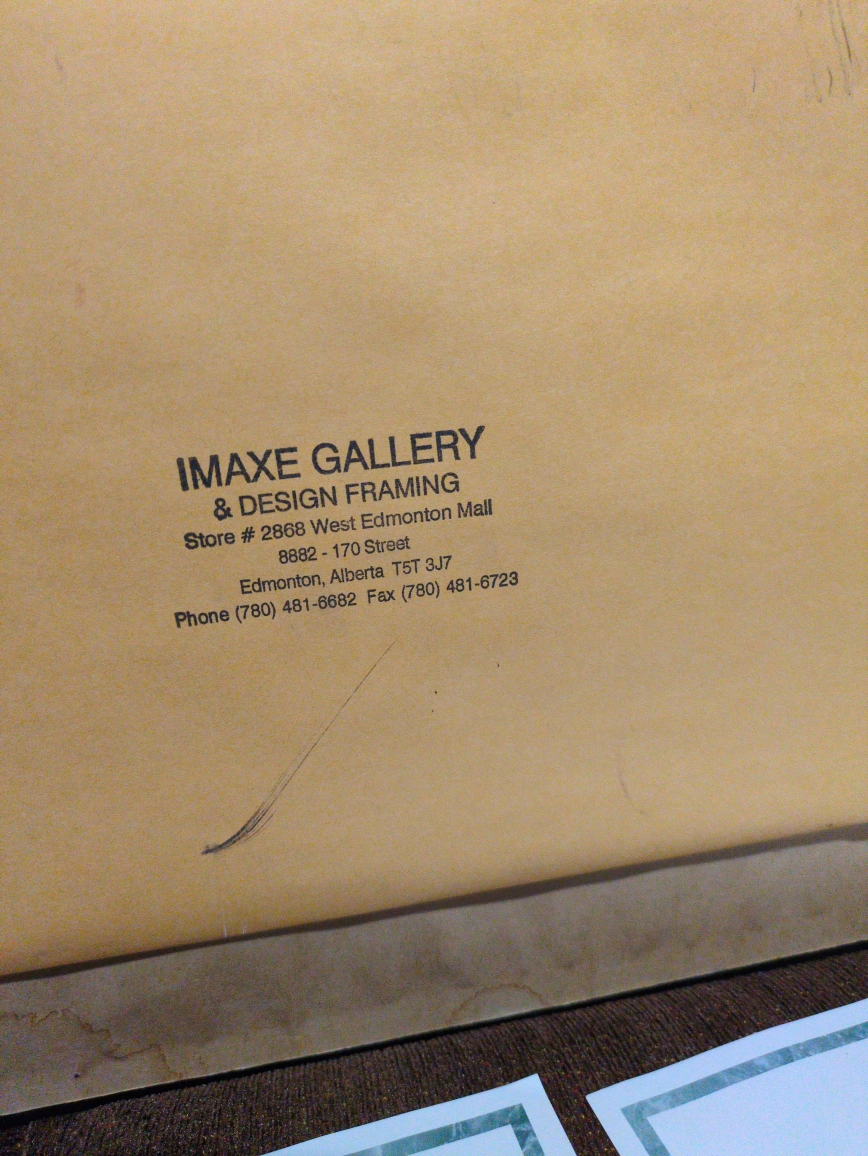 IMAXE GALLERY
& DESIGN FRAMING
Store # 2868 West Edmonton Mall
8882 - 170 Street
Edmonton, Alberta T5T 3J7
Phone (780) 481-6682 Fax (780) 481-6723